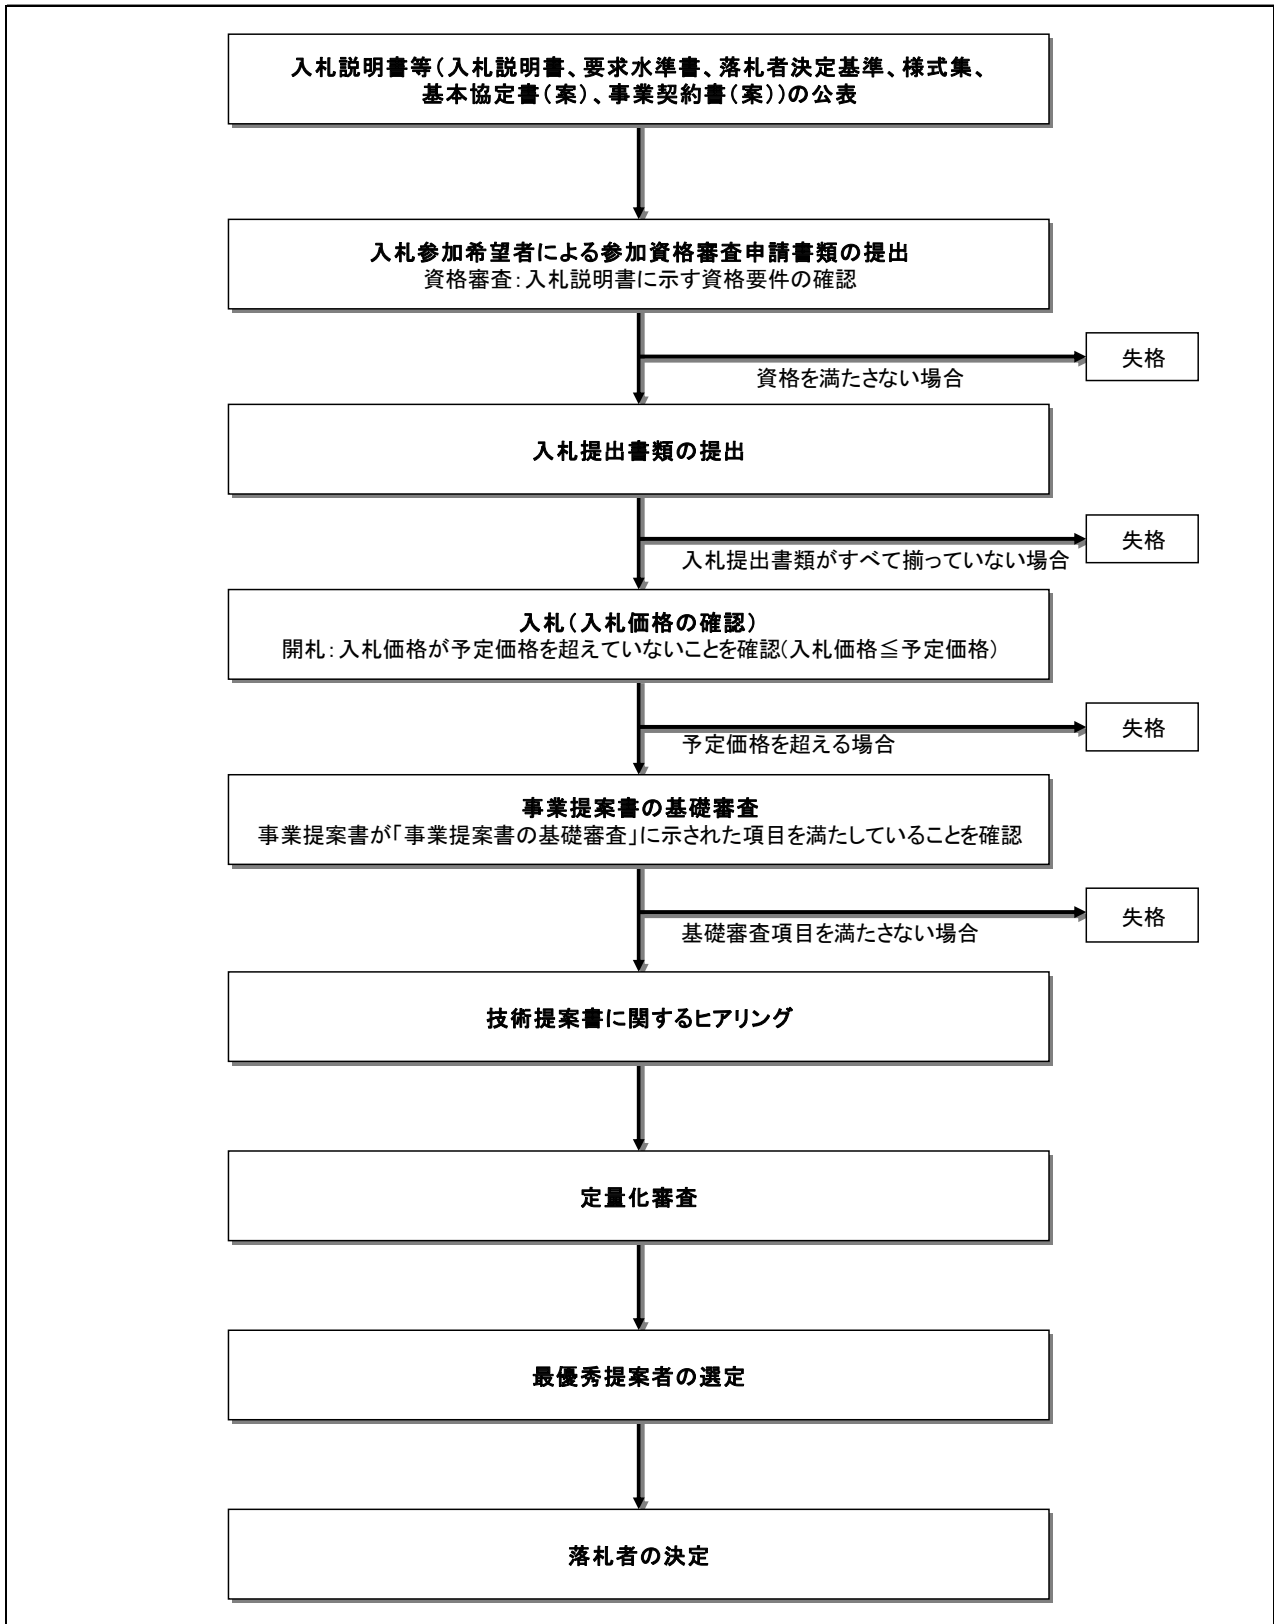 入札説明書等(入札説明書、要求水準書、落札者決定基準、様式集、
基本協定書(案)、事業契約書(案))の公表
入札参加希望者による参加資格審査申請書類の提出
資格審査:入札説明書に示す資格要件の確認
失格
資格を満たさない場合
入札提出書類の提出
失格
入札提出書類がすべて揃っていない場合
入札(入札価格の確認)
開札:入札価格が予定価格を超えていないことを確認(入札価格≦予定価格)
失格
予定価格を超える場合
事業提案書の基礎審査
事業提案書が「事業提案書の基礎審査」に示された項目を満たしていることを確認
失格
基礎審査項目を満たさない場合
技術提案書に関するヒアリング
定量化審査
最優秀提案者の選定
落札者の決定